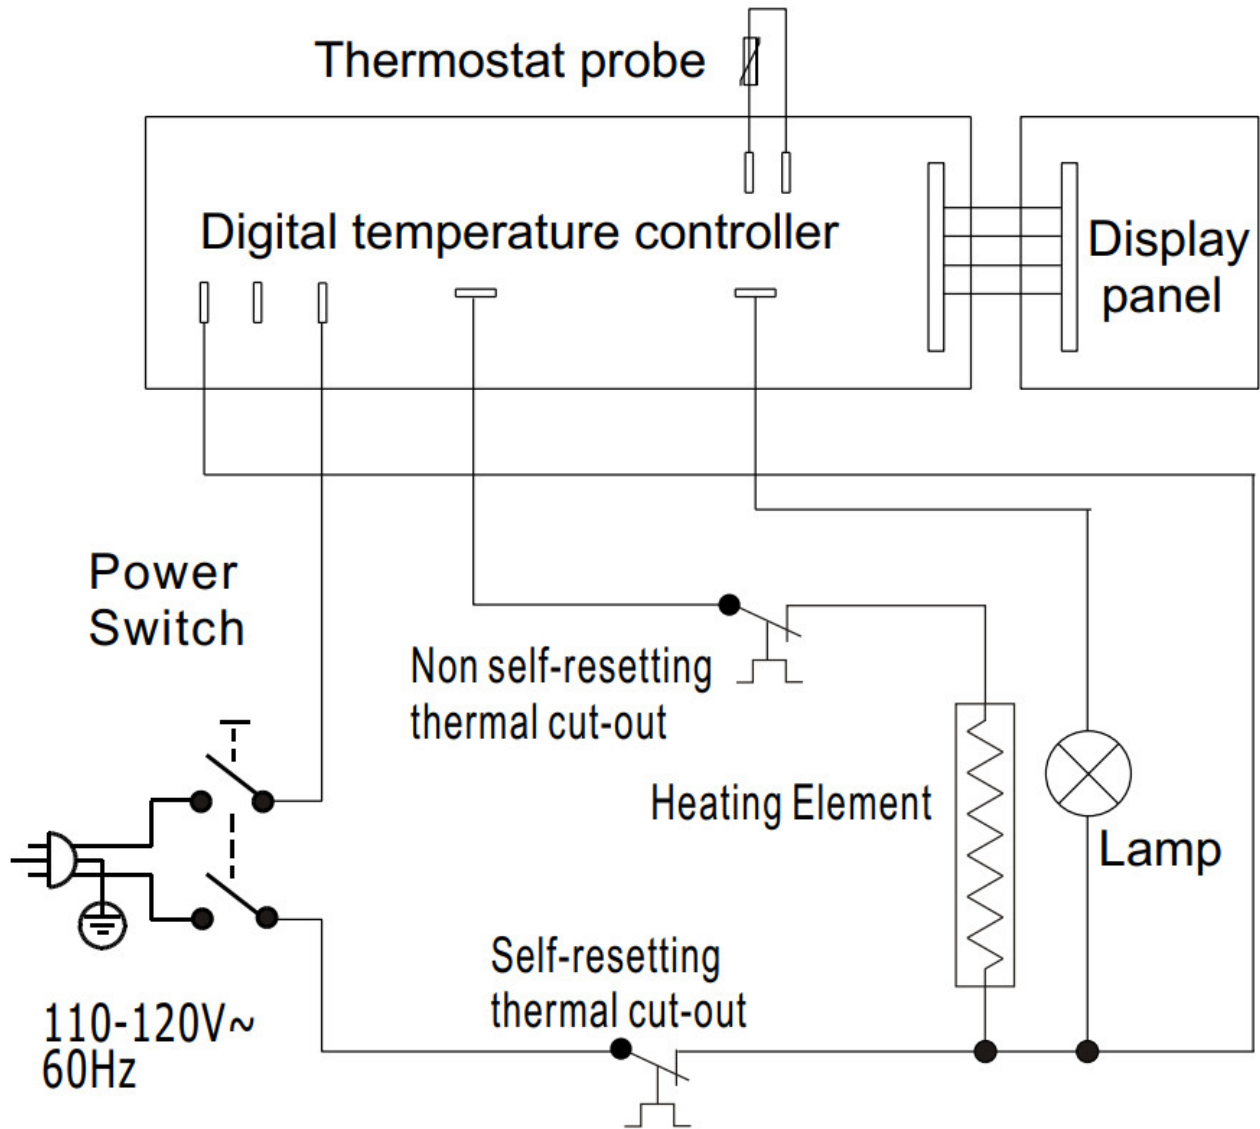 Thermostat probe
Digital temperature controller
Display
panel
Power
Switch
Non self-resetting
thermal cut-out
Heating Element
Lamp
Self-resetting
thermal cut-out
110-120V~
60Hz